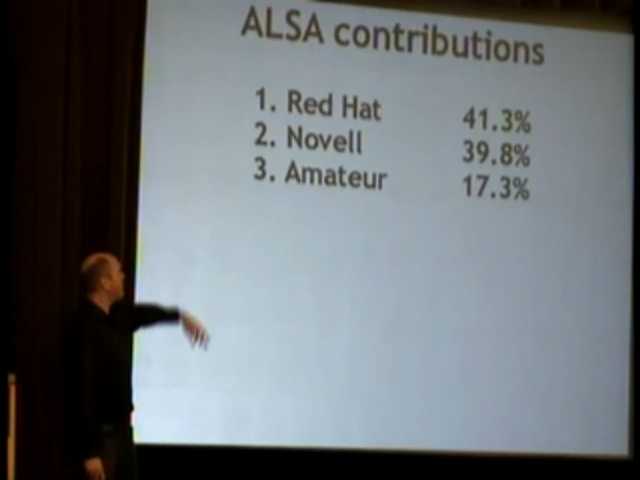 ALSA contributions
1. Red Hat 41.3%
2. Novell 39.8%
3. Amateur 17.3%